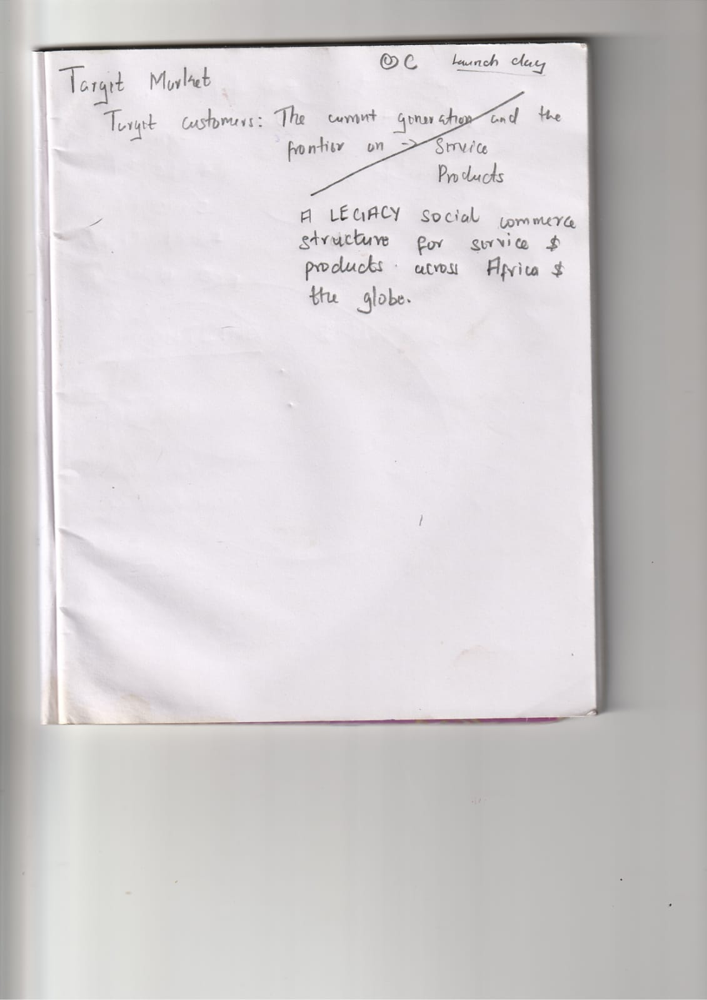 OC Launch day
Target Market
Target customers: The current generation and the
frontier on -> Service
Products
A LEGACY social commerce
structure for service $
products. across Africa $
the globe.